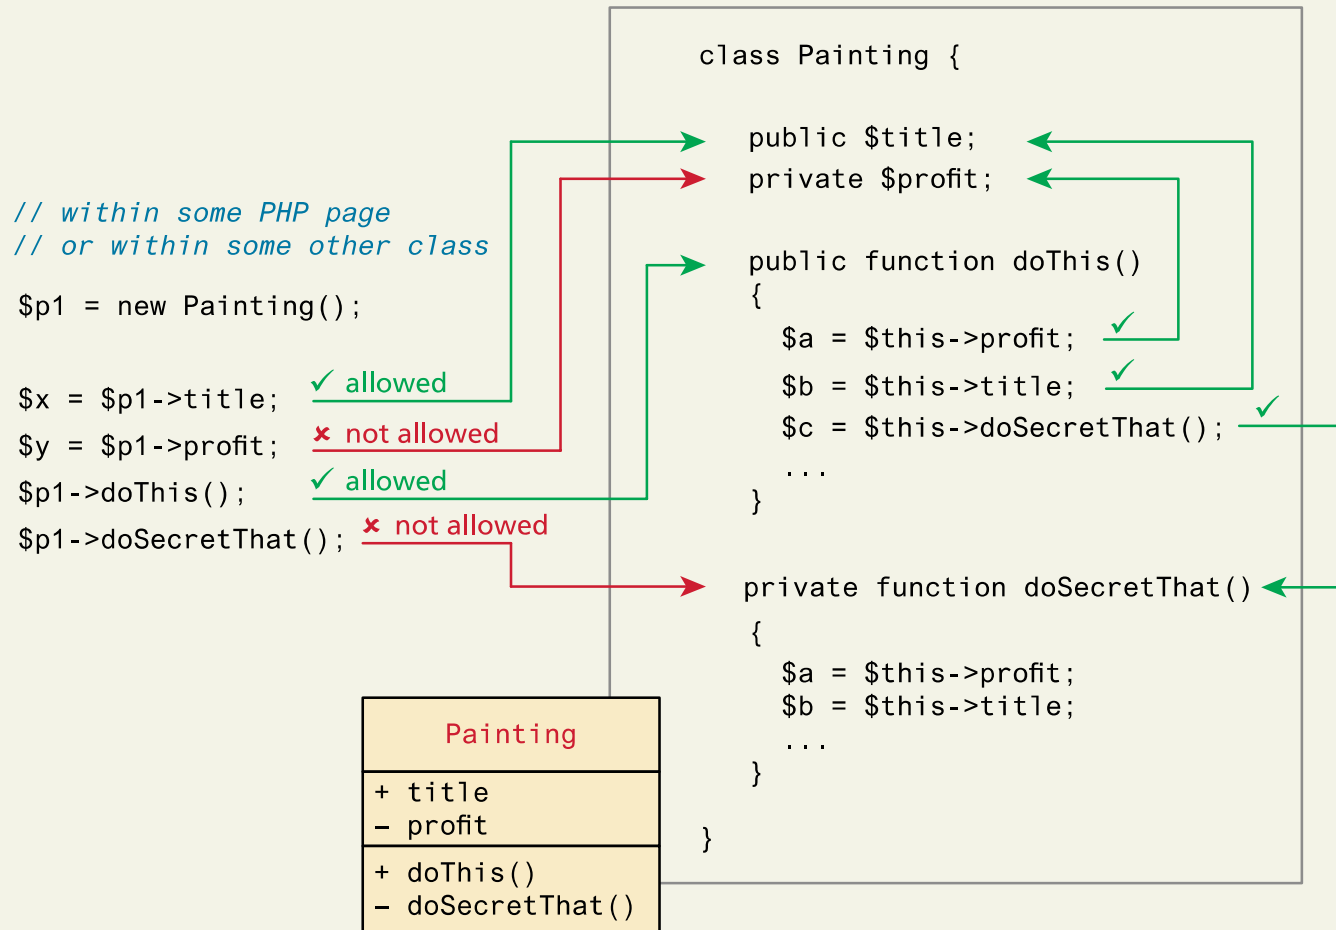 // within some PHP page
// or within some other class
$p1 = new Painting();
$x = $p1->title;
✓ allowed
$y = $p1->profit;
✘ not allowed
$p1->doThis();
✓ allowed
$p1->doSecretThat();
✘ not allowed
class Painting {
public $title;
private $profit;
public function doThis()
{
$a = $this->profit;
✓
$b = $this->title;
✓
$c = $this->doSecretThat();
✓
...
}
private function doSecretThat()
{
$a = $this->profit;
$b = $this->title;
...
}
}
Painting
+ title
– profit
+ doThis()
– doSecretThat()